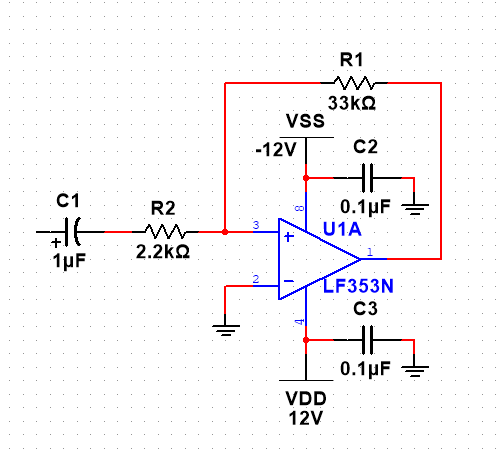 R1
33kΩ
VSS
-12V
C2
0.1µF
8
C1
+
1µF
R2
2.2kΩ
3
+
U1A
1
2
−
LF353N
4
C3
0.1µF
VDD
12V